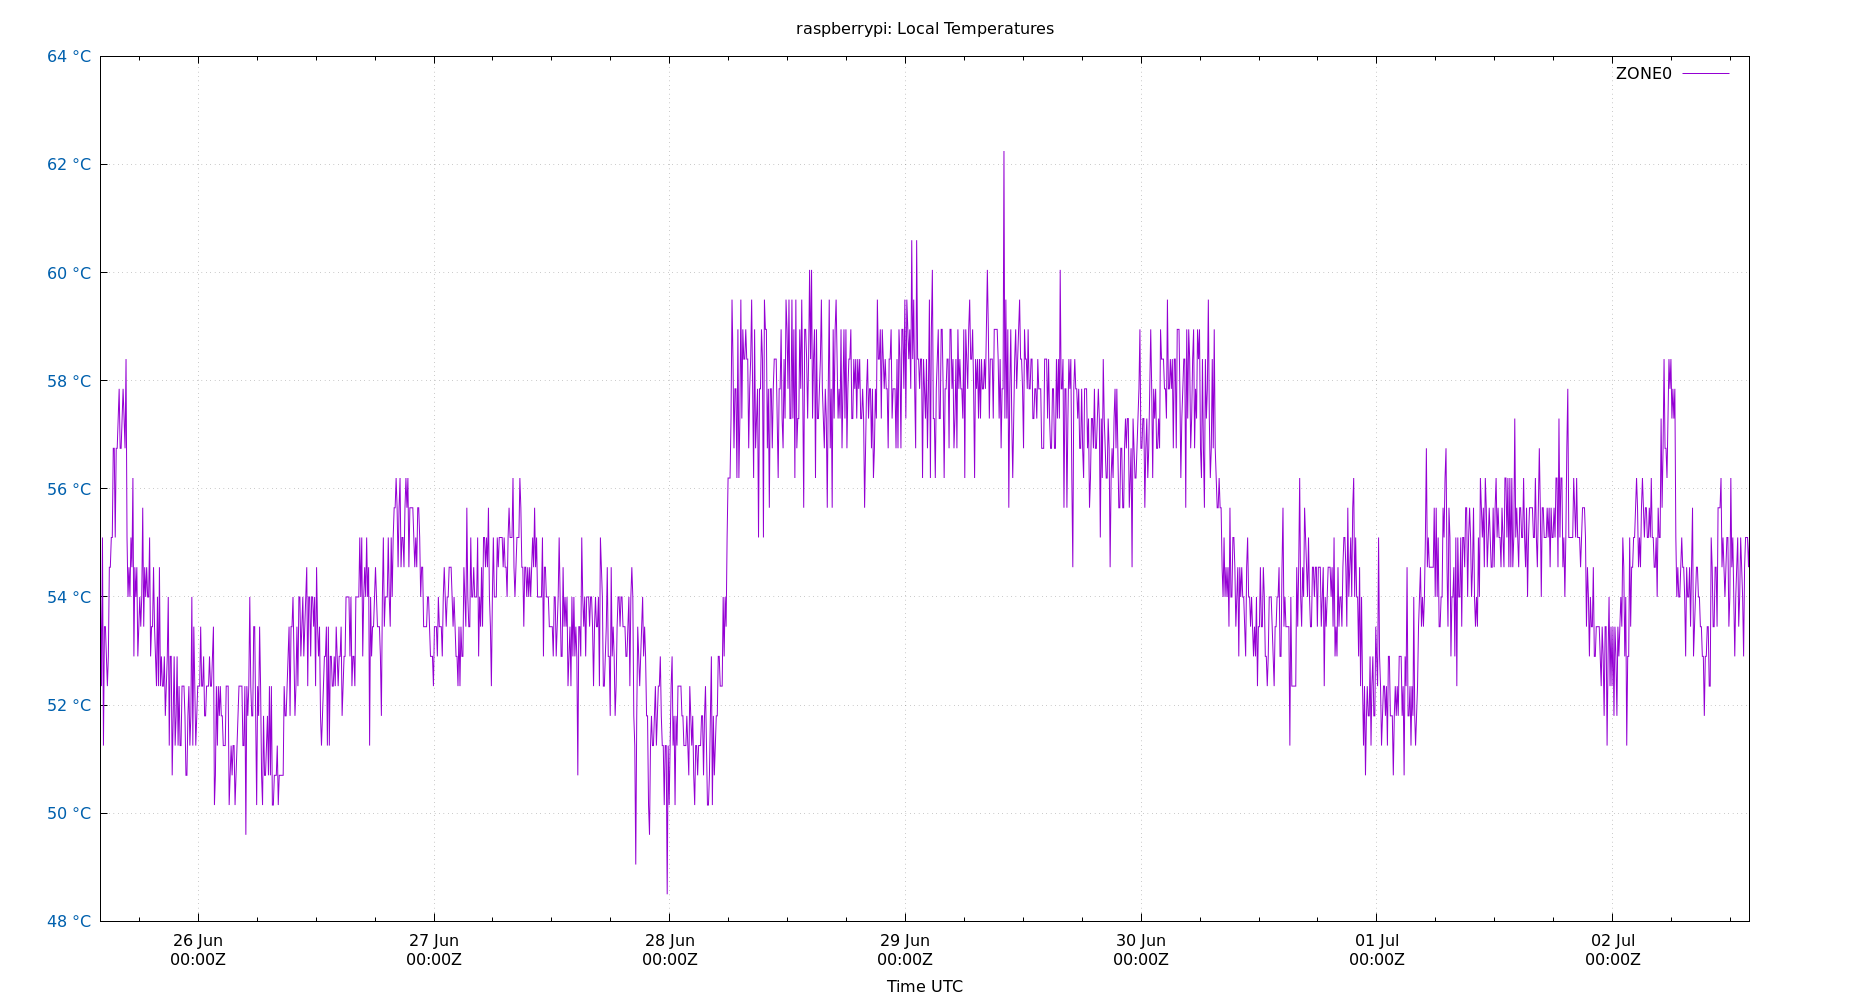 raspberrypi: Local Temperatures
64 °C
ZONE0
62 °C
60 °C
58 °C
56 °C
54 °C
52 °C
50 °C
48 °C
26 Jun 27 Jun 28 Jun 29 Jun 30 Jun 01 Jul 02 Jul
00:00Z 00:00Z 00:00Z 00:00Z 00:00Z 00:00Z 00:00Z
Time UTC